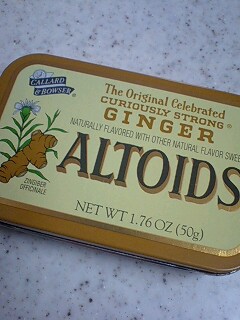 CALLARD
& BOWSER®
The Original Celebrated
CURIOUSLY STRONG®
GINGER
NATURALLY FLAVORED WITH OTHER NATURAL FLAVOR
ALTOIDS
ZINGIBER
OFFICINALE
NET WT 1.76 OZ (50g)